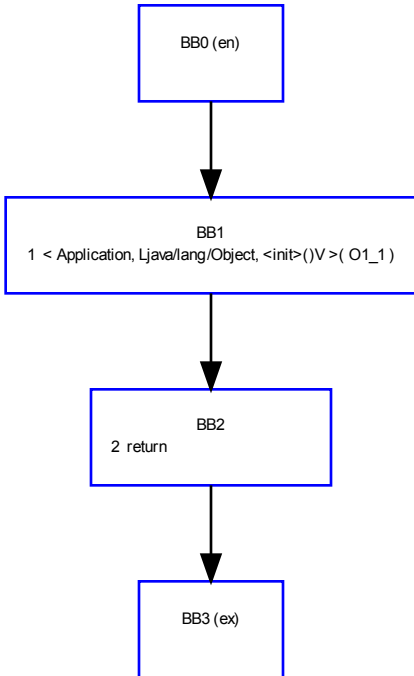 BB0 (en)
BB1
1 < Application, Ljava/lang/Object, <init>()V >( O1_1 )
BB2
2 return
BB3 (ex)